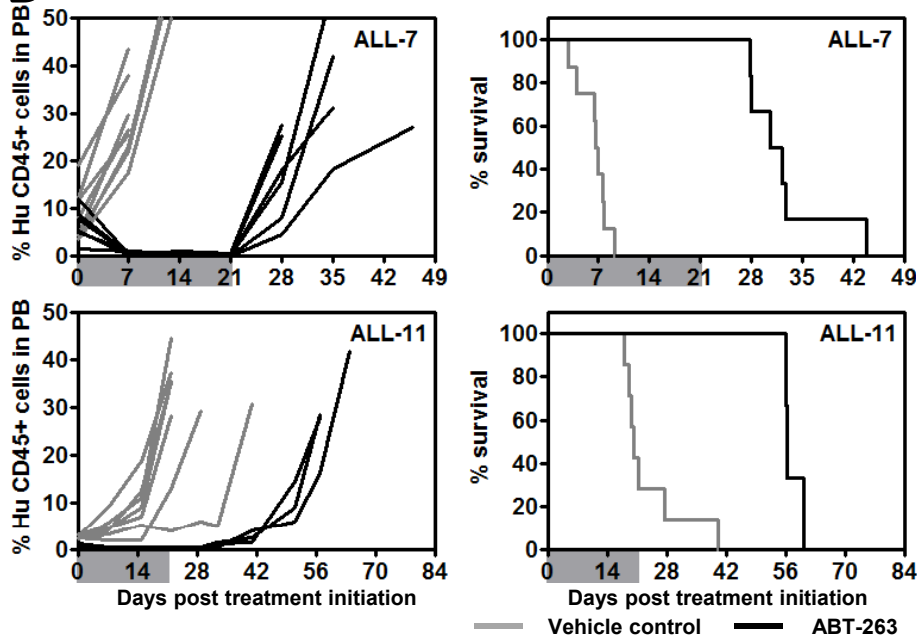 % Hu CD45+ cells in PB
50
40
30
20
10
0
0 7 14 21 28 35 42 49
ALL-7
% survival
100
80
60
40
20
0
0 7 14 21 28 35 42 49
ALL-7
% Hu CD45+ cells in PB
50
40
30
20
10
0
0 14 28 42 56 70 84
ALL-11
Days post treatment initiation
% survival
100
80
60
40
20
0
0 14 28 42 56 70 84
ALL-11
Days post treatment initiation
Vehicle control ABT-263